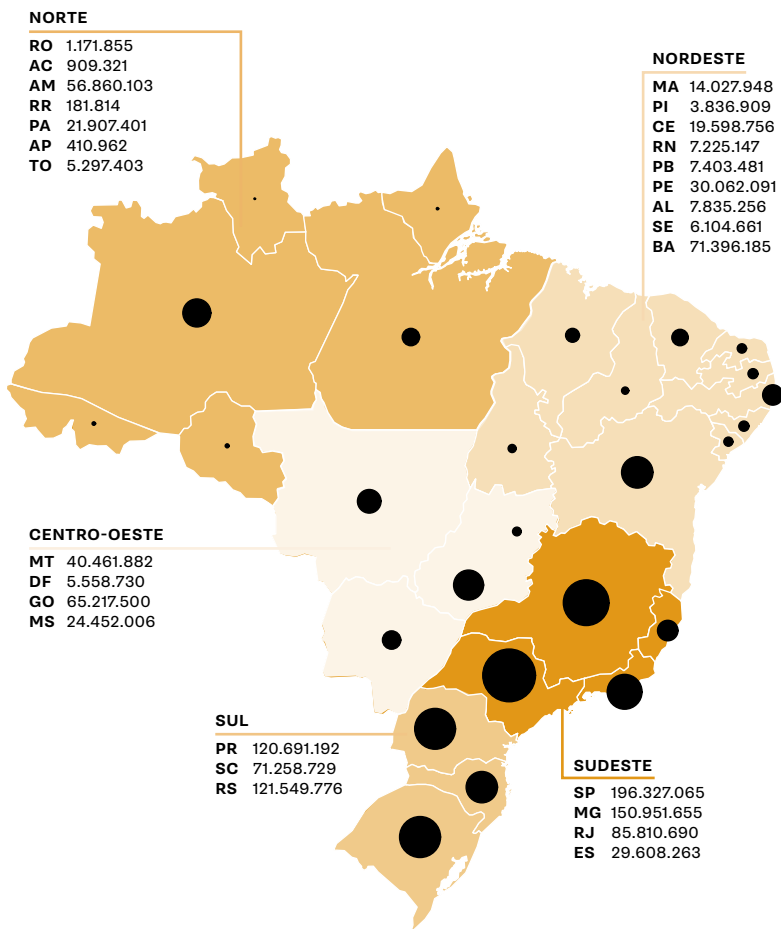 NORTE
RO 1.171.855
AC 909.321
AM 56.860.103
RR 181.814
PA 21.907.401
AP 410.962
TO 5.297.403
NORDESTE
MA 14.027.948
PI 3.836.909
CE 19.598.756
RN 7.225.147
PB 7.403.481
PE 30.062.091
AL 7.835.256
SE 6.104.661
BA 71.396.185
CENTRO-OESTE
MT 40.461.882
DF 5.558.730
GO 65.217.500
MS 24.452.006
SUL
PR 120.691.192
SC 71.258.729
RS 121.549.776
SUDESTE
SP 196.327.065
MG 150.951.655
RJ 85.810.690
ES 29.608.263